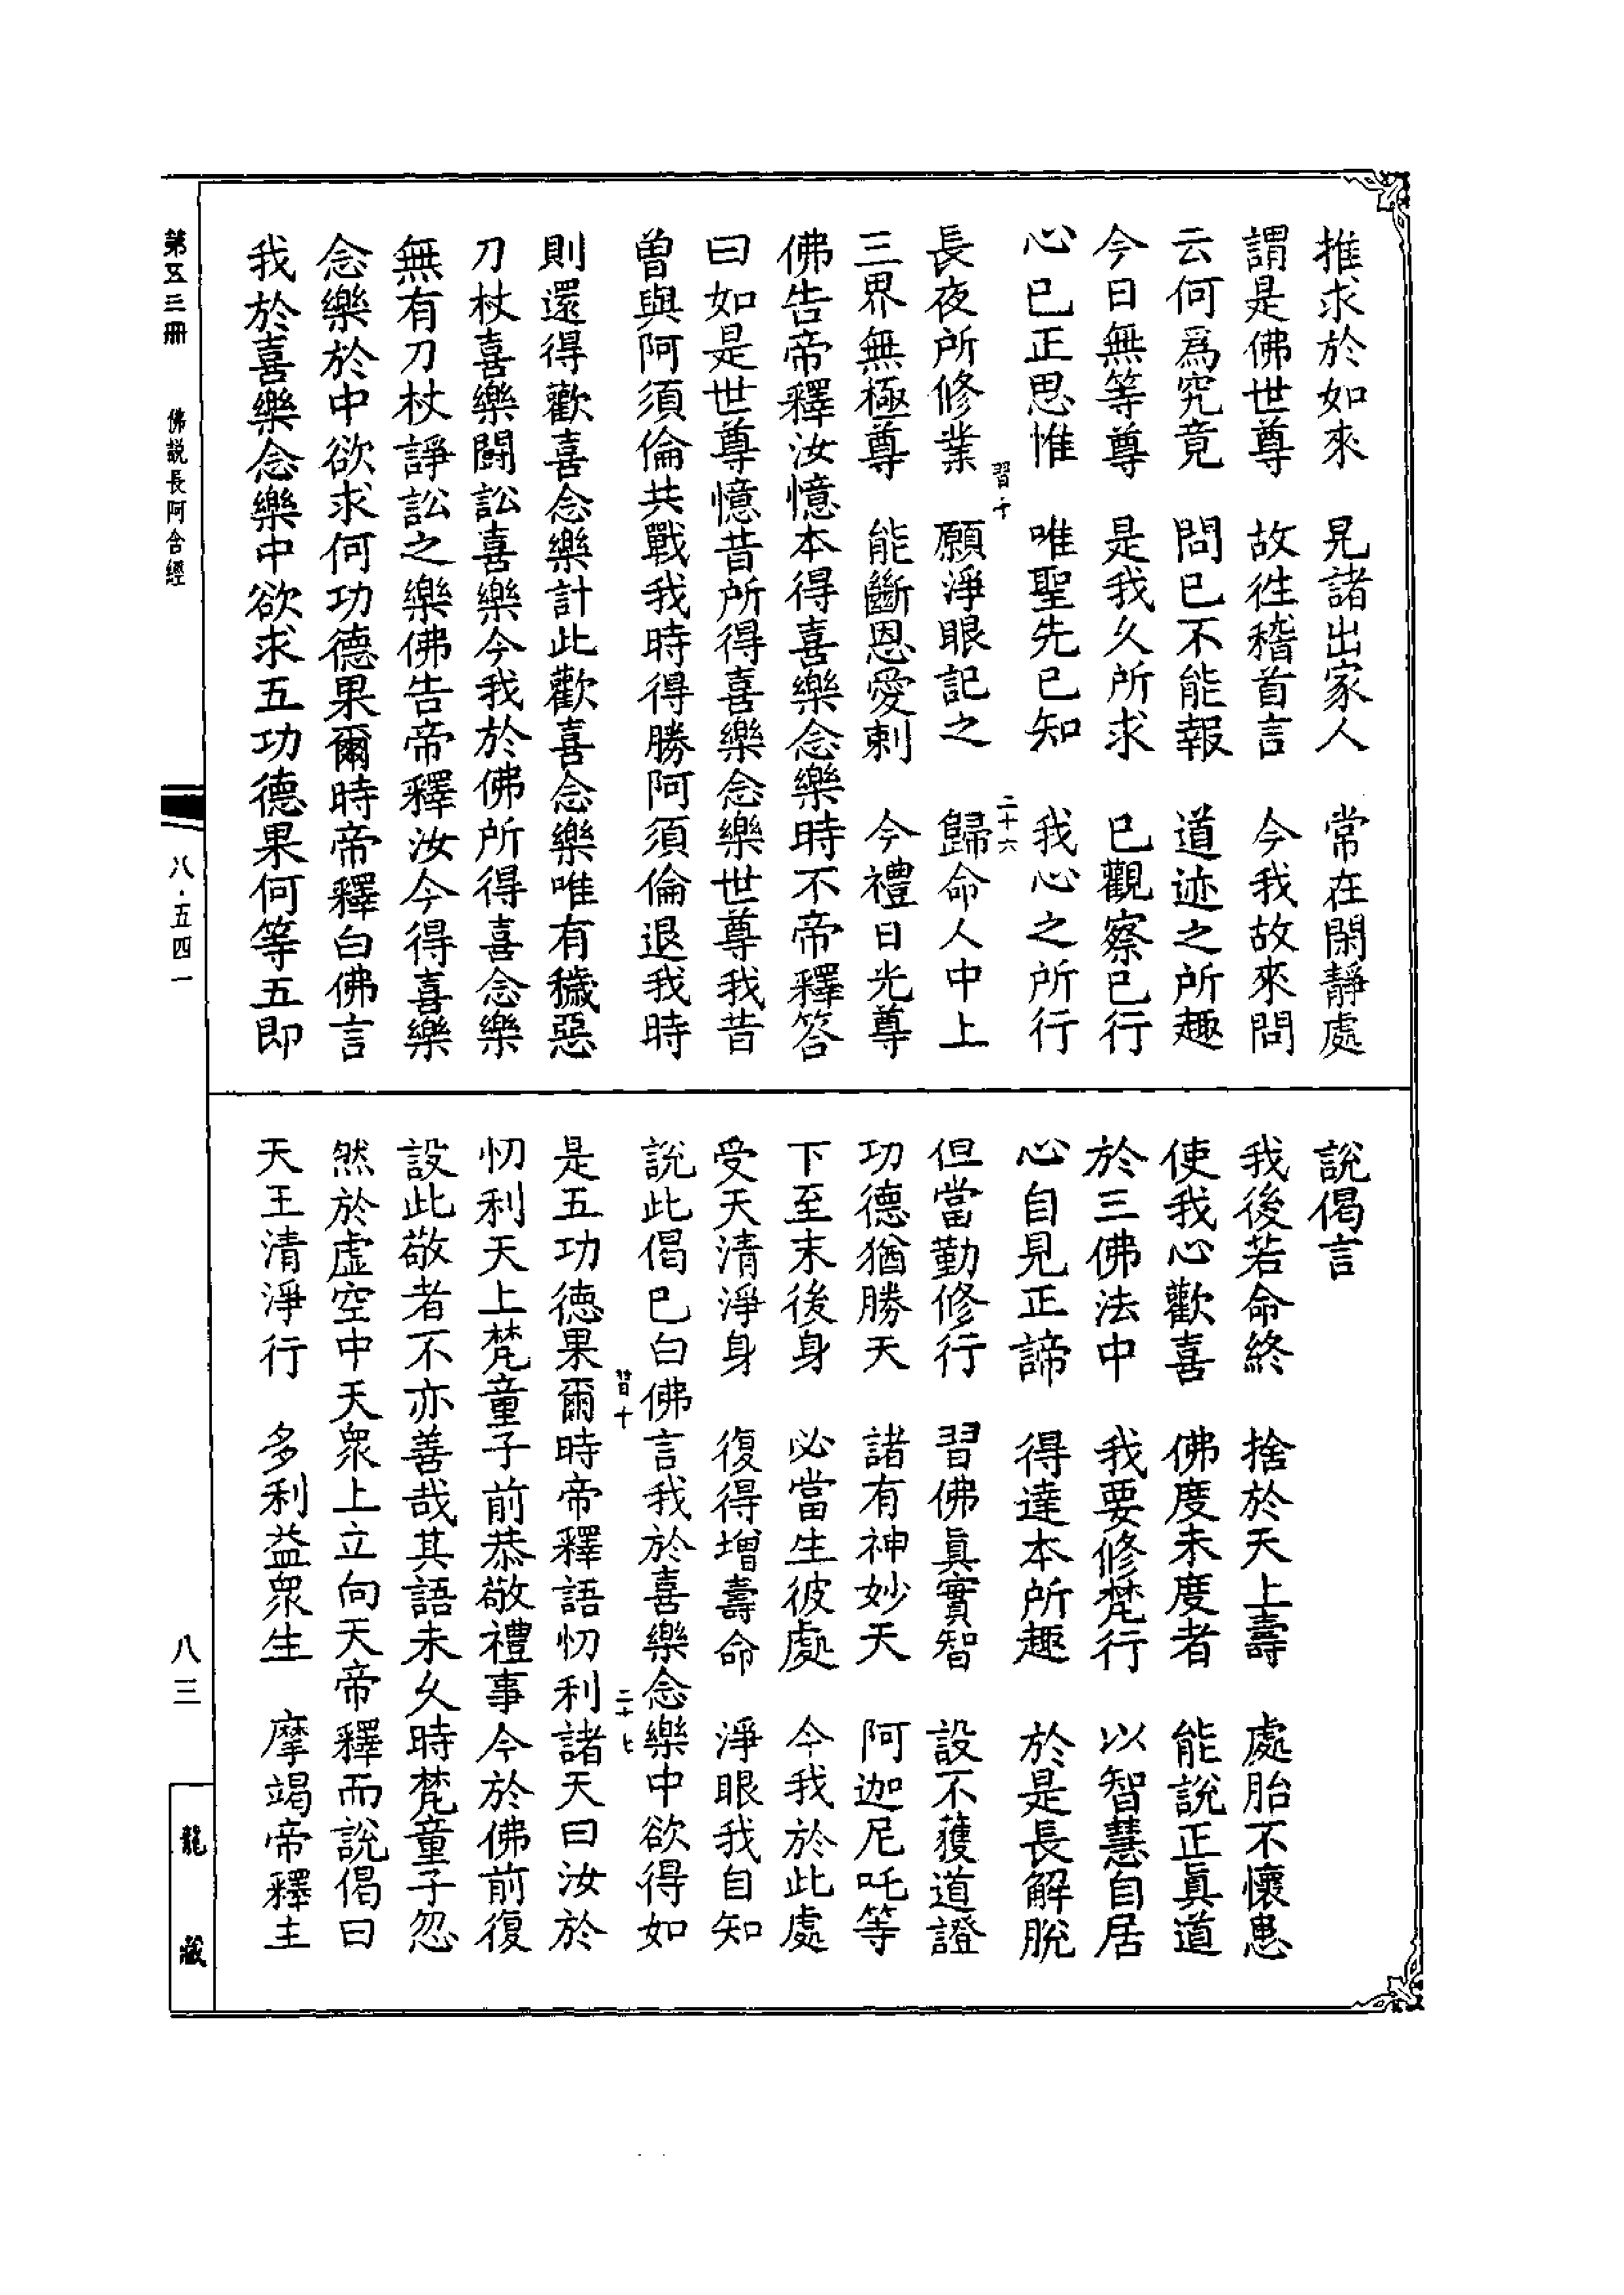 推求於如來　見諸出家人　常在閑靜處
謂是佛世尊　故徃稽首言　今我故來問
云何爲究竟　問已不能報　道迹之所趣
今日無等尊　是我久所求　已觀察已行
心已正思惟　唯聖先已知　我心之所行
習十　二十六
長夜所修業　願淨眼記之　歸命人中上
三界無極尊　能斷恩愛刺　今禮日光尊
佛告帝釋汝憶本得喜樂念樂時不帝釋答
曰如是世尊憶昔所得喜樂念樂世尊我昔
曾與阿須倫共戰我時得勝阿須倫退我時
則還得歡喜念樂計此歡喜念樂唯有穢惡
刀杖喜樂鬪訟喜樂今我於佛所得喜念樂
無有刀杖諍訟之樂佛告帝釋汝今得喜樂
念樂於中欲求何功德果爾時帝釋白佛言
我於喜樂念樂中欲求五功德果何等五即
說偈言
我後若命終　捨於天上壽　處胎不懷患
使我心歡喜　佛度未度者　能說正眞道
於三佛法中　我要修梵行　以智慧自居
心自見正諦　得達本所趣　於是長解脫
但當勤修行　習佛眞實智　設不獲道證
功德猶勝天　諸有神妙天　阿迦尼吒等
下至末後身　必當生彼處　今我於此處
受天清淨身　復得增壽命　淨眼我自知
說此偈已白佛言我於喜樂念樂中欲得如
習十　二十七
是五功德果爾時帝釋語忉利諸天曰汝於
忉利天上梵童子前恭敬禮事今於佛前復
設此敬者不亦善哉其語未久時梵童子忽
然於虛空中天衆上立向天帝釋而說偈曰
天王清淨行　多利益衆生　摩竭帝釋主
第五三冊　佛説長阿含經
八·五四一
八三
龍藏